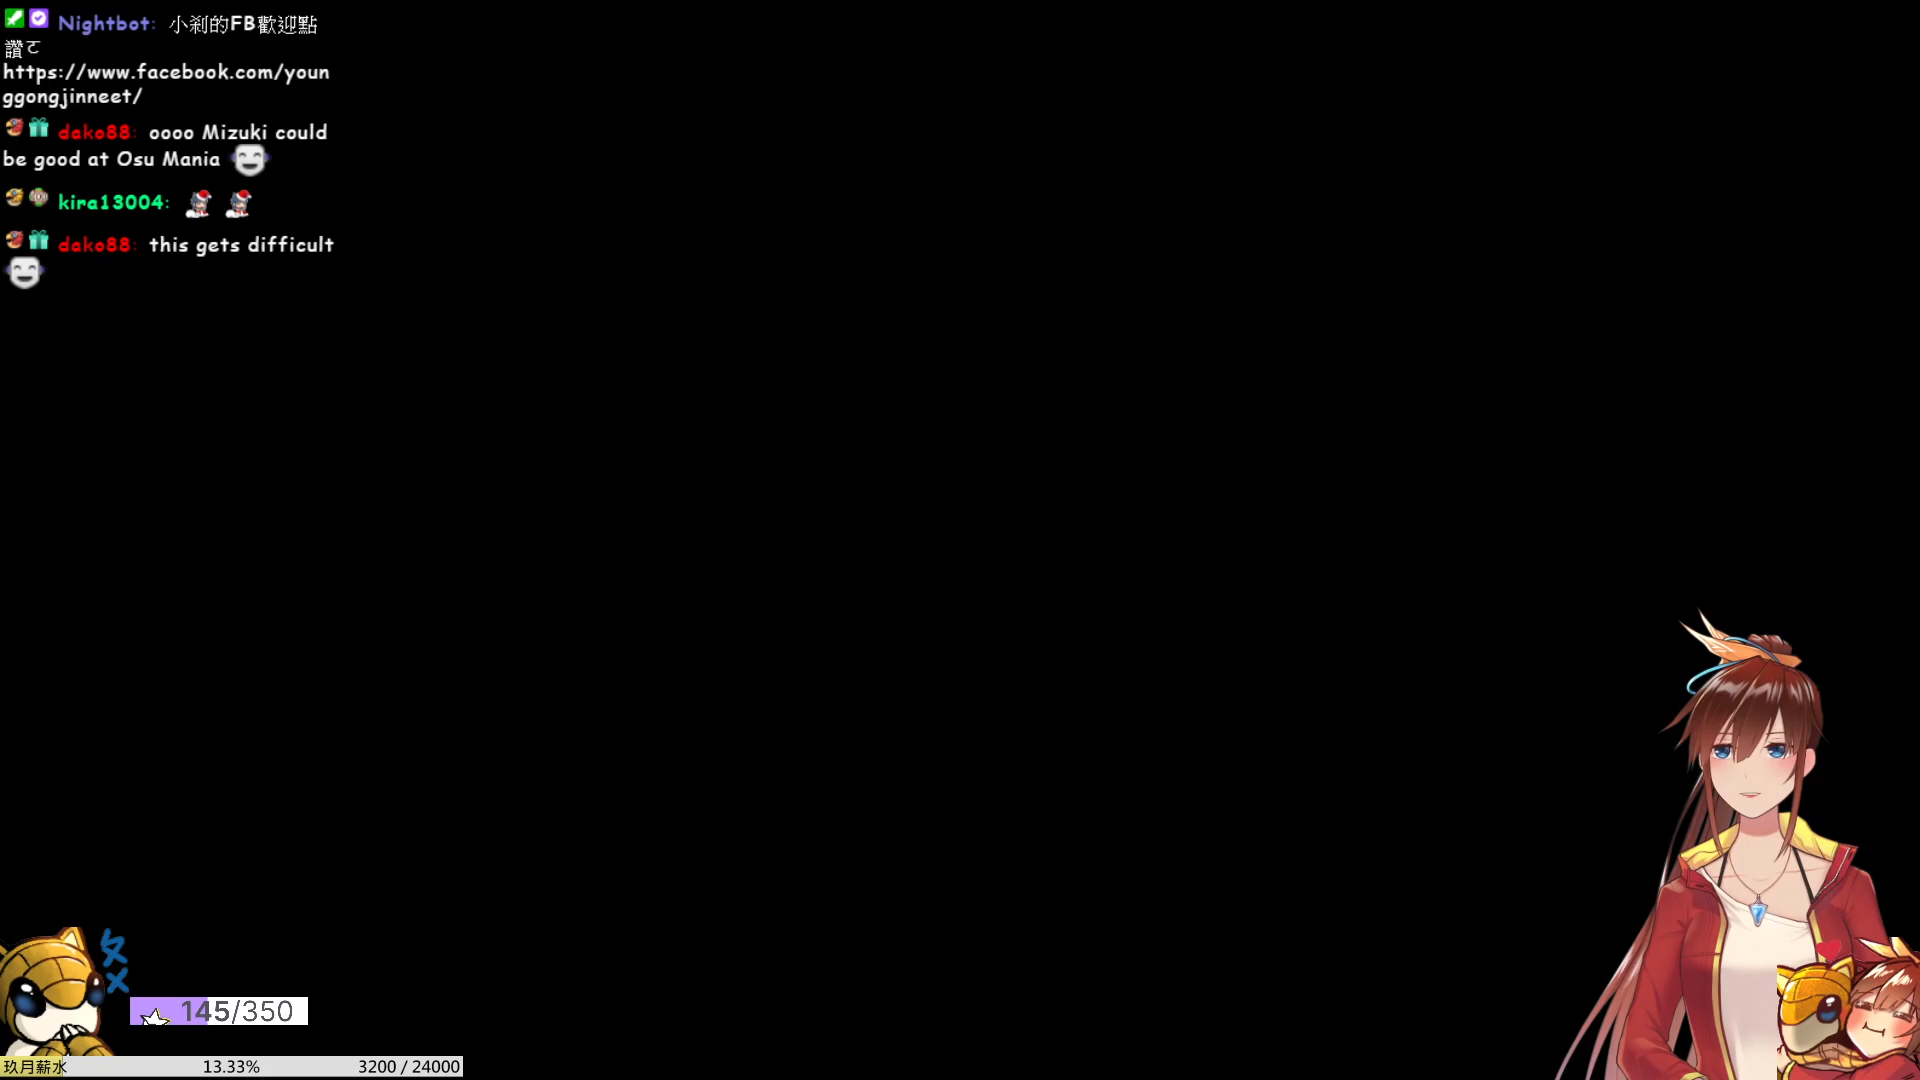 Nightbot: 小剎的FB歡迎點
讚ㄛ
https://www.facebook.com/youn
ggongjinneet/
dako88: oooo Mizuki could
be good at Osu Mania
kira13004:
dako88: this gets difficult
ㄆㄨ
145/350
玖月薪水 13.33% 3200 / 24000